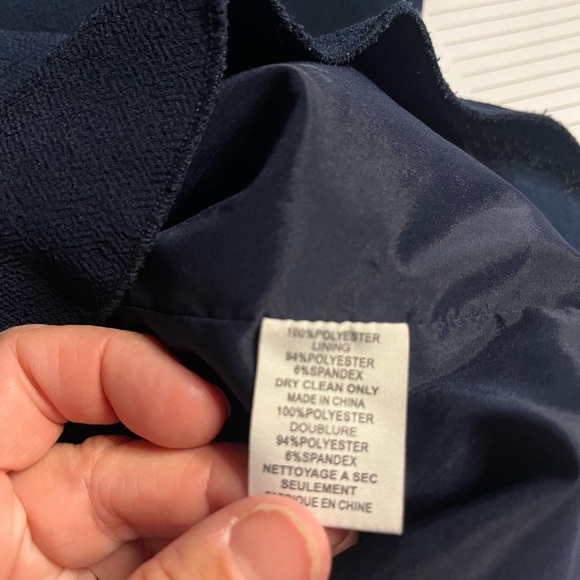 100%POLYESTER
LINING
94%POLYESTER
6%SPANDEX
DRY CLEAN ONLY
MADE IN CHINA
100%POLYESTER
DOUBLURE
94%POLYESTER
6%SPANDEX
NETTOYAGE A SEC
SEULEMENT
FABRIQUE EN CHINE